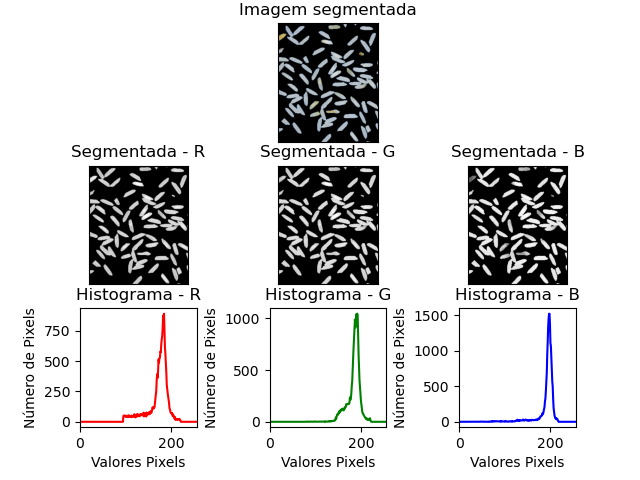 Imagem segmentada
Segmentada - R
Segmentada - G
Segmentada - B
Histograma - R
Histograma - G
Histograma - B
Número de Pixels
750
500
250
0
0
200
Valores Pixels
Número de Pixels
1000
500
0
0
200
Valores Pixels
Número de Pixels
1500
1000
500
0
0
200
Valores Pixels